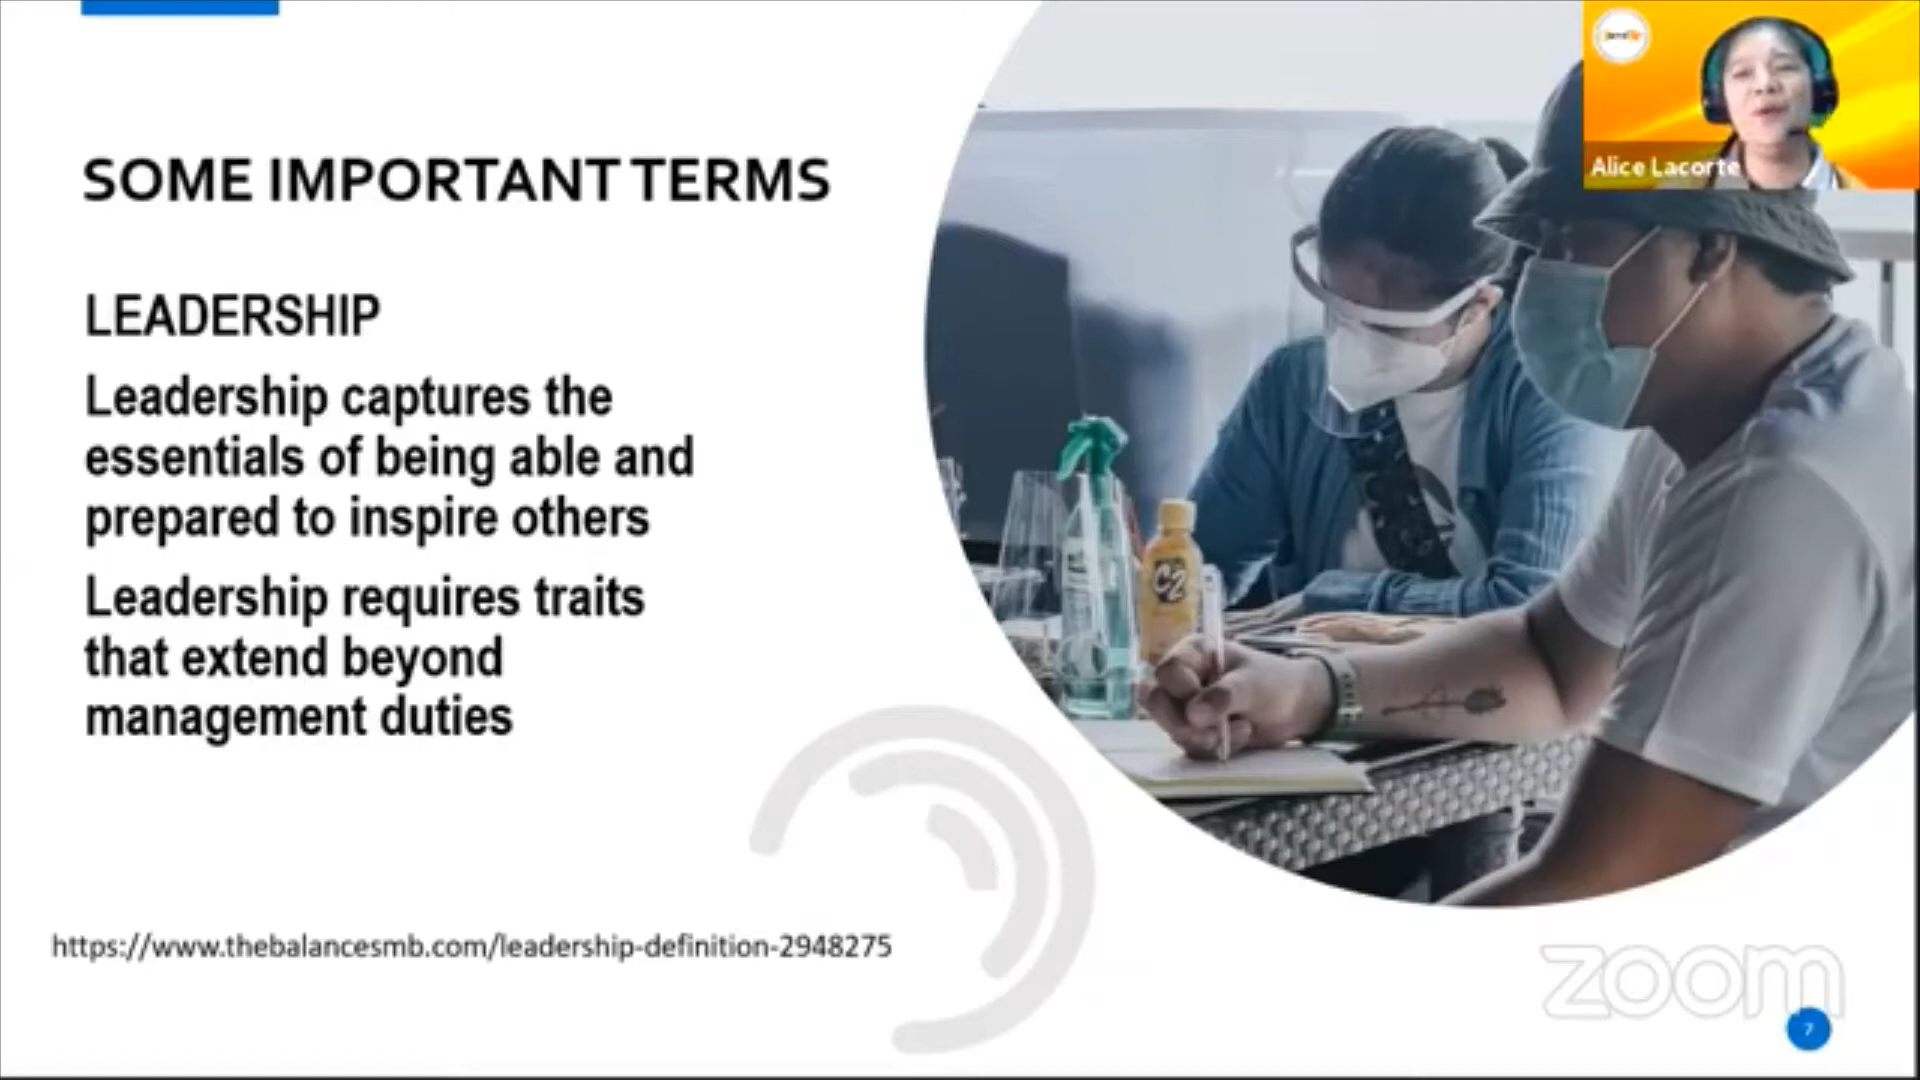 SOME IMPORTANT TERMS
LEADERSHIP
Leadership captures the
essentials of being able and
prepared to inspire others
Leadership requires traits
that extend beyond
management duties
https://www.thebalancesmb.com/leadership-definition-2948275
Alice Lacorte
C2
zoom
7